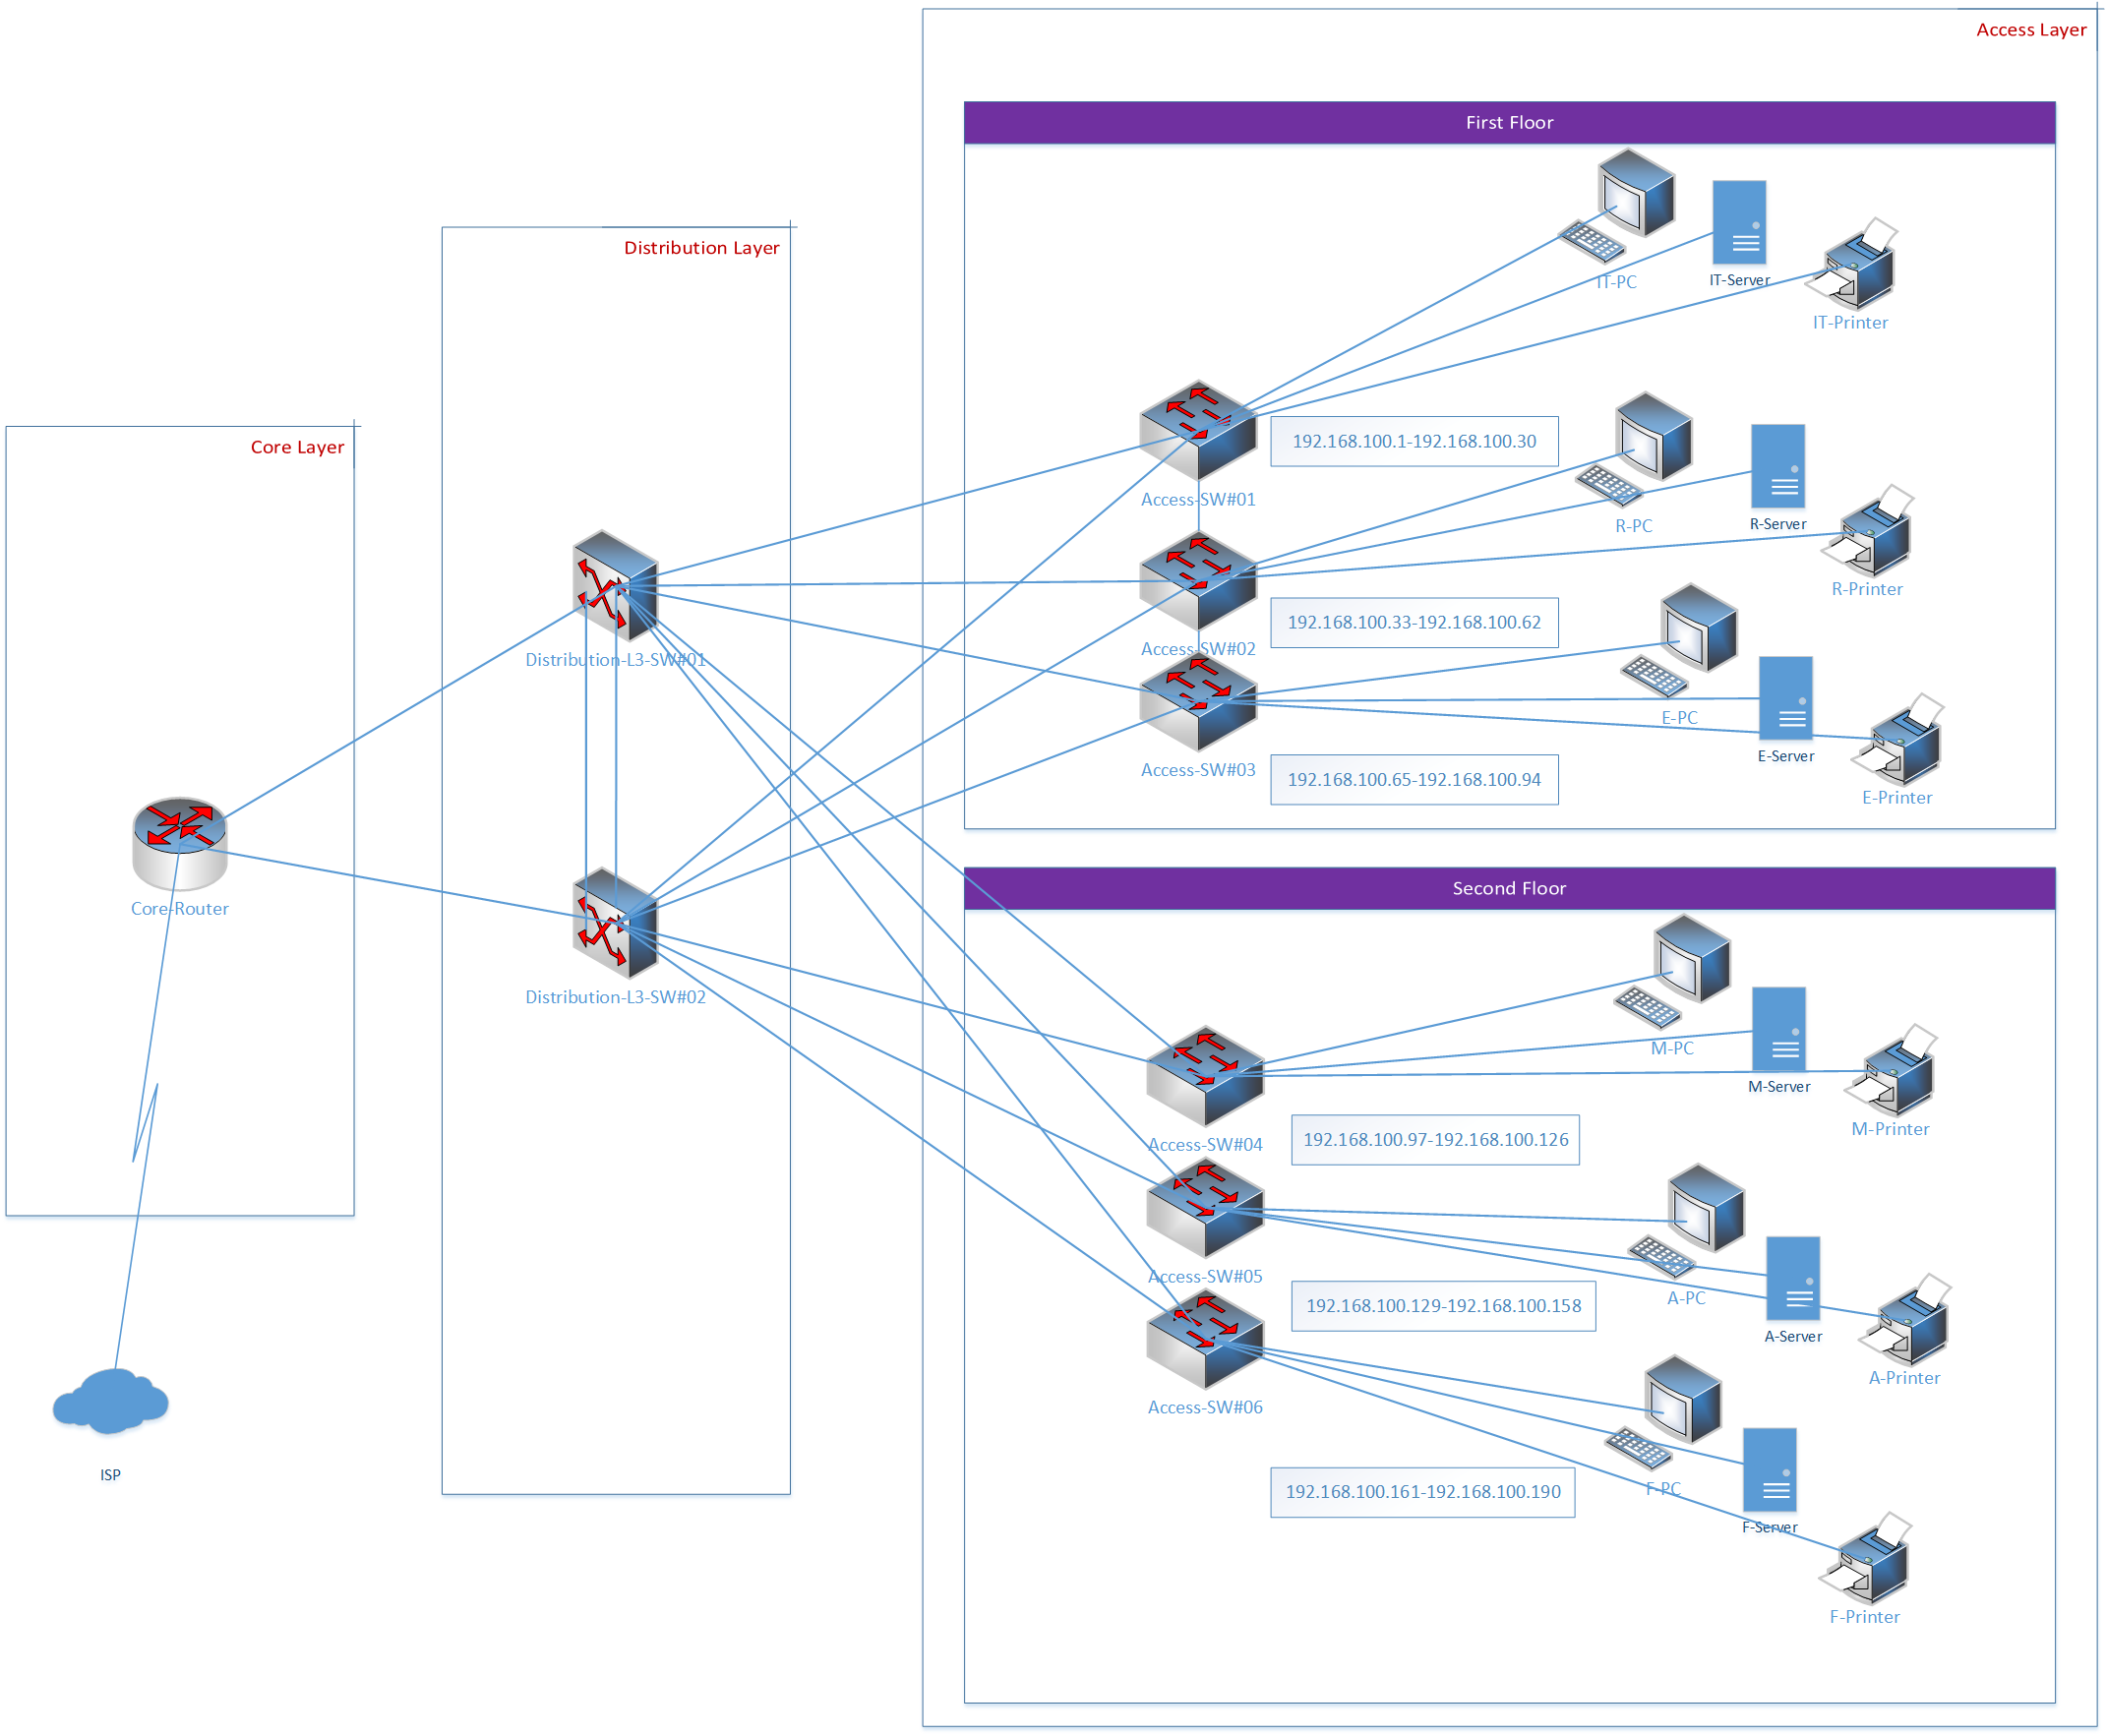 Access Layer
First Floor
IT-PC
IT-Server
IT-Printer
Distribution Layer
Core Layer
192.168.100.1-192.168.100.30
Access-SW#01
R-PC
R-Server
R-Printer
192.168.100.33-192.168.100.62
Access-SW#02
Distribution-L3-SW#01
E-PC
E-Server
E-Printer
Access-SW#03
192.168.100.65-192.168.100.94
Second Floor
Core-Router
Distribution-L3-SW#02
M-PC
M-Server
M-Printer
Access-SW#04
192.168.100.97-192.168.100.126
Access-SW#05
192.168.100.129-192.168.100.158
A-PC
A-Server
A-Printer
Access-SW#06
ISP
192.168.100.161-192.168.100.190
F-PC
F-Server
F-Printer